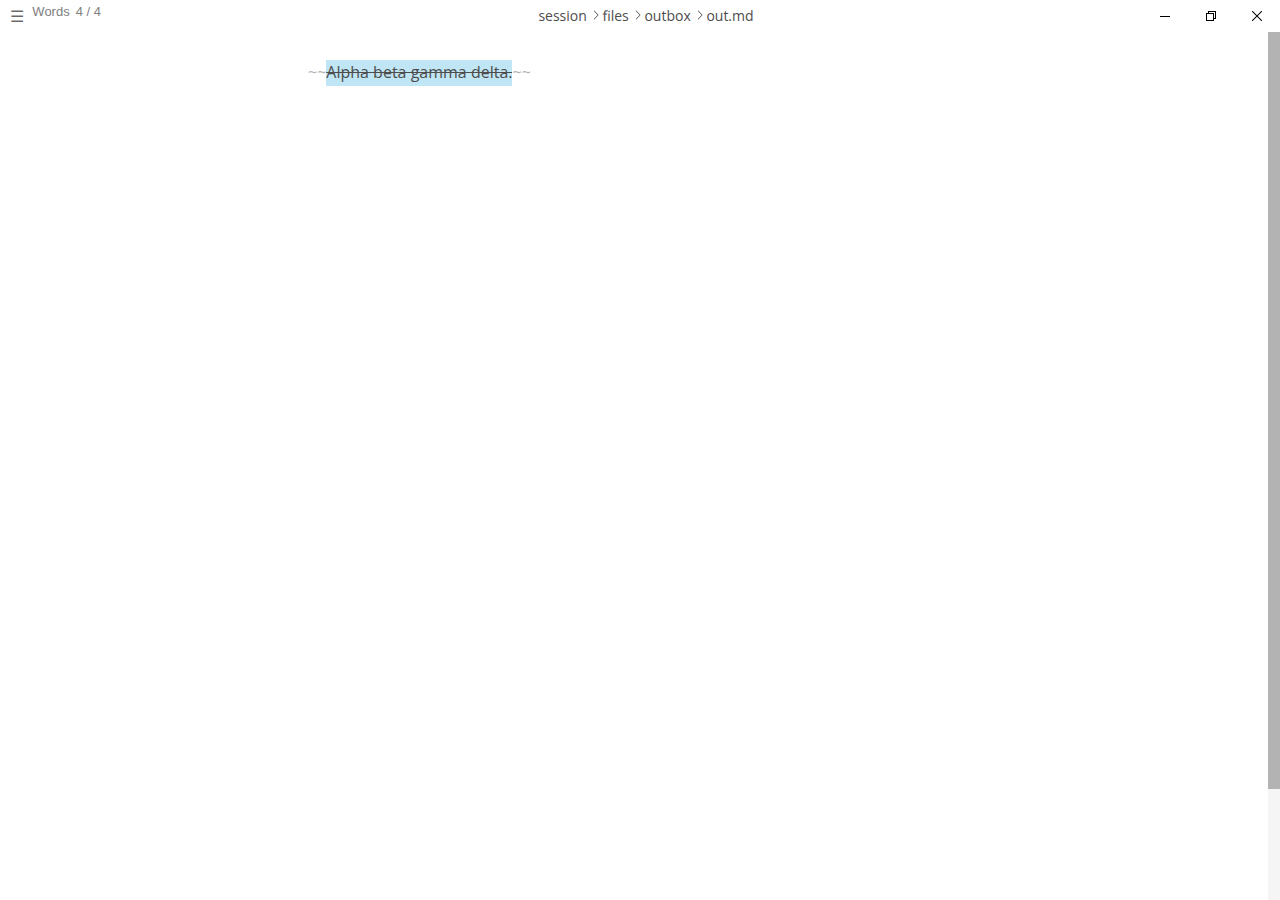 ☰ Words 4 / 4
session > files > outbox > out.md
~~Alpha beta gamma delta.~~